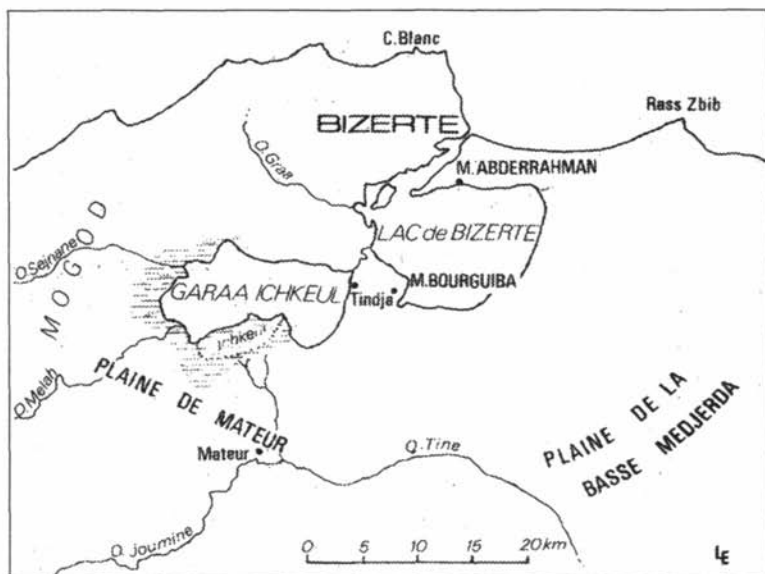 C.Blanc
BIZERTE
Rass Zbib
O.Graa
M.ABDERRAHMAN
LAC de BIZERTE
O.Sejnane
MOGOD
GARAA ICHKEUL
M.BOURGUIBA
Tindja
Ichkeul
O.Melah
PLAINE DE MATEUR
Mateur
O.Tine
PLAINE DE LA
BASSE MEDJERDA
O. Joumine
0 5 10 15 20km
LE